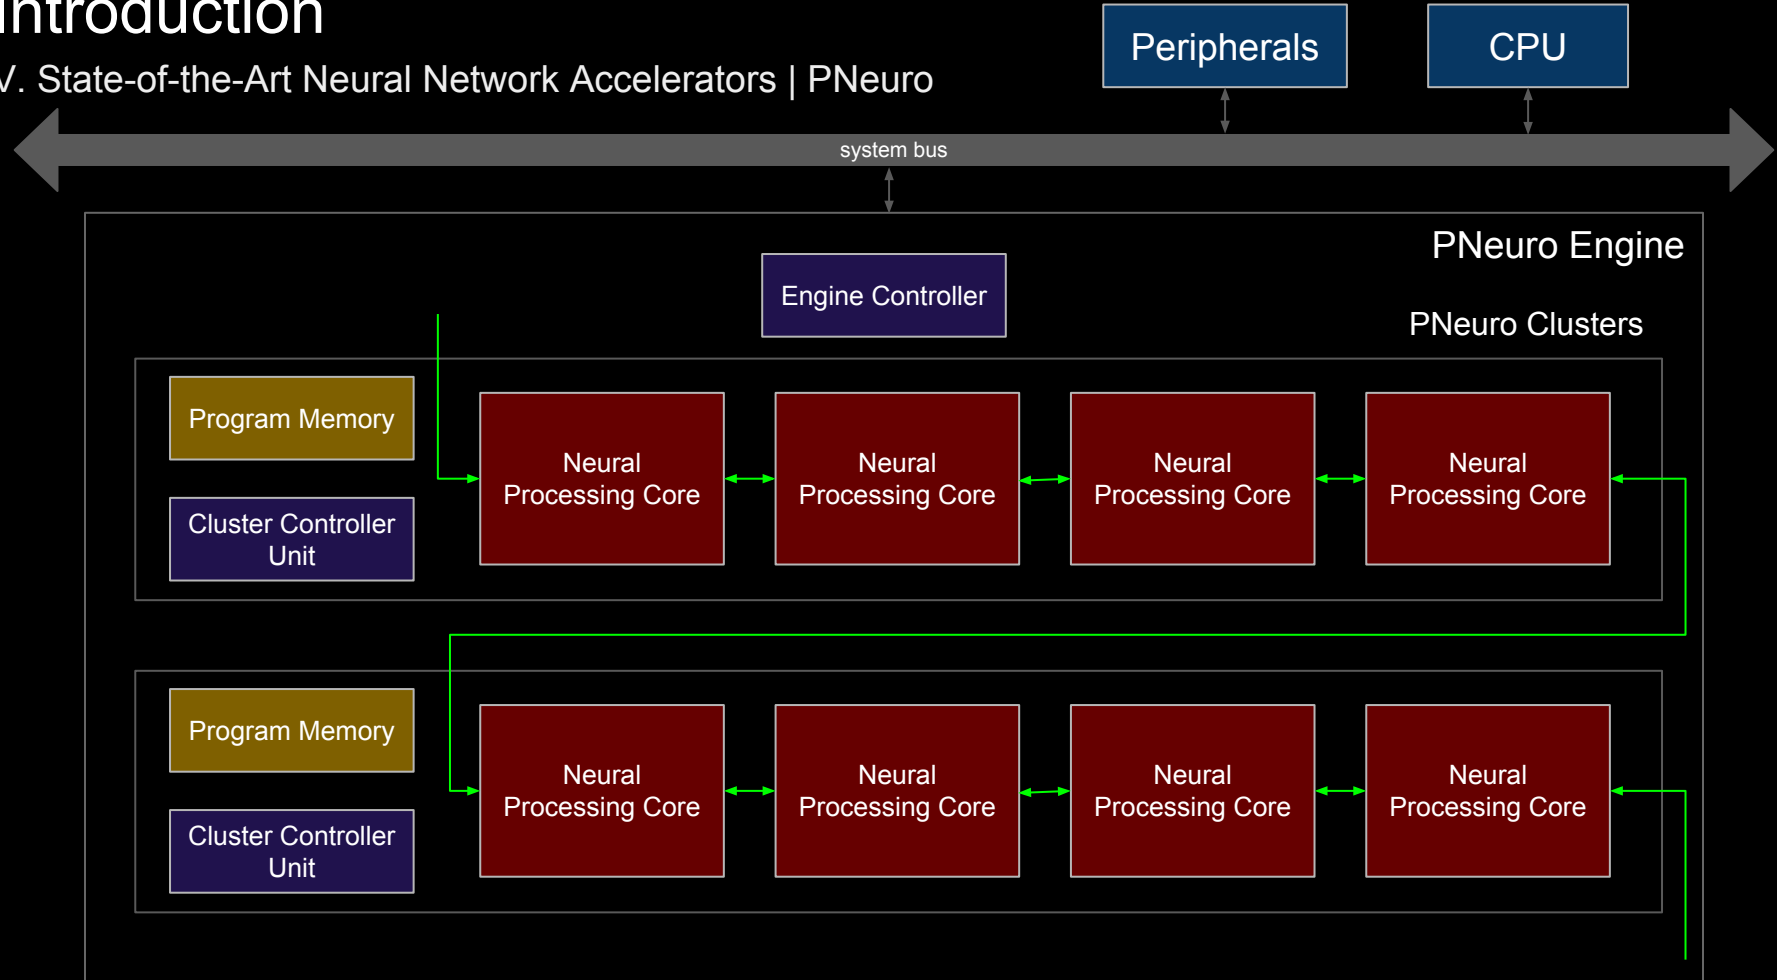 Introduction
V. State-of-the-Art Neural Network Accelerators | PNeuro
Peripherals
CPU
system bus
PNeuro Engine
Engine Controller
PNeuro Clusters
Program Memory
Cluster Controller
Unit
Neural
Processing Core
Neural
Processing Core
Neural
Processing Core
Neural
Processing Core
Program Memory
Cluster Controller
Unit
Neural
Processing Core
Neural
Processing Core
Neural
Processing Core
Neural
Processing Core